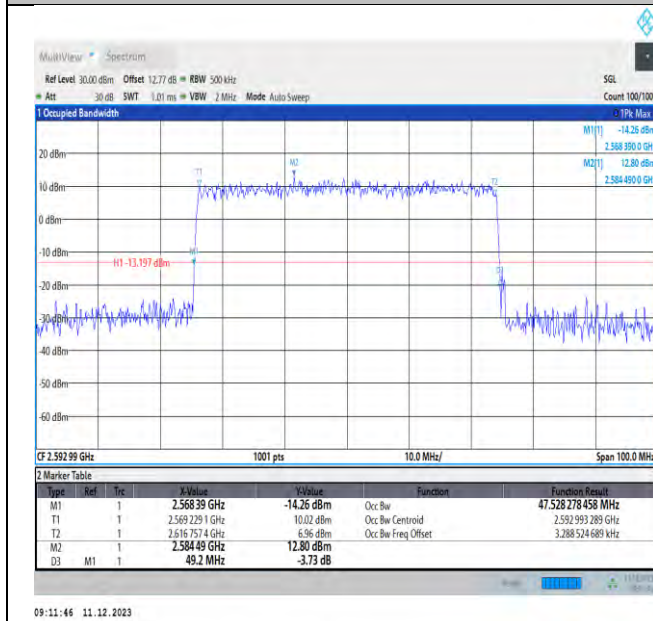 MultiView Spectrum
Ref Level 30.00 dBm Offset 12.77 dB RBW 500 kHz SGL
Att 30 dB SWT 1.01 ms VBW 2 MHz Mode Auto Sweep Count 100/100
1 Occupied Bandwidth 1Pk Max
M1[1] -14.26 dBm
2.568 390 0 GHz
M2[1] 12.80 dBm
2.584 490 0 GHz
20 dBm
M2
T1
T2
10 dBm
0 dBm
-10 dBm
M1
H1 -13.197 dBm
D3
-20 dBm
-30 dBm
-40 dBm
-50 dBm
-60 dBm
CF 2.592 99 GHz 1001 pts 10.0 MHz/ Span 100.0 MHz
2 Marker Table
Type Ref Trc X-Value Y-Value Function Function Result
M1 1 2.568 39 GHz -14.26 dBm Occ Bw 47.528 278 458 MHz
T1 1 2.569 229 1 GHz 10.02 dBm Occ Bw Centroid 2.592 993 289 GHz
T2 1 2.616 757 4 GHz 6.96 dBm Occ Bw Freq Offset 3.288 524 689 kHz
M2 1 2.584 49 GHz 12.80 dBm
D3 M1 1 49.2 MHz -3.73 dB
09:11:46 11.12.2023